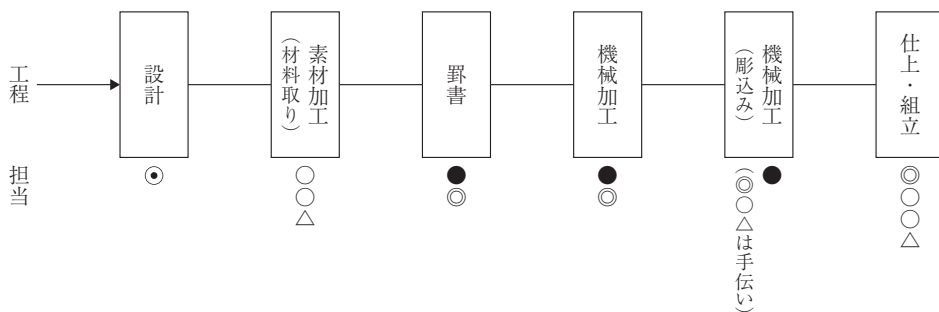 工程
設計
素材加工
（材料取り）
罫書
機械加工
機械加工
（彫込み）
仕上・組立
担当
⦿
○○△
●◎
●◎
●
（◎○△は手伝い）
◎○○○△